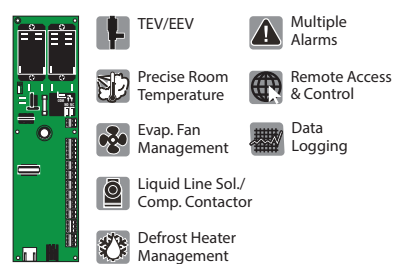 TEV/EEV
Precise Room
Temperature
Evap. Fan
Management
Liquid Line Sol./
Comp. Contactor
Defrost Heater
Management
Multiple
Alarms
Remote Access
& Control
Data
Logging